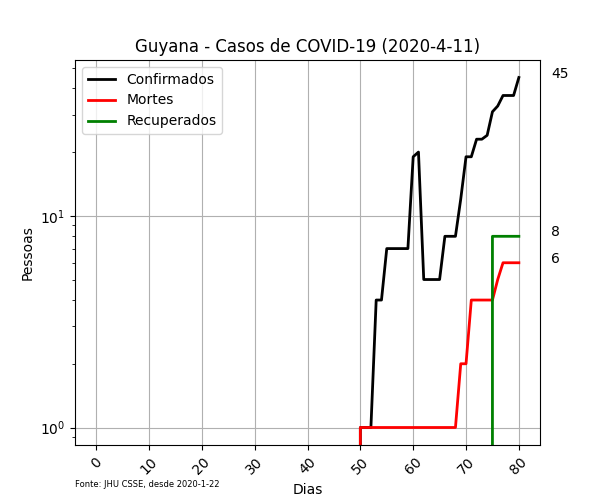 Guyana - Casos de COVID-19 (2020-4-11)
Confirmados
Mortes
Recuperados
45
8
6
10^1
10^0
Pessoas
0 10 20 30 40 50 60 70 80
Dias
Fonte: JHU CSSE, desde 2020-1-22